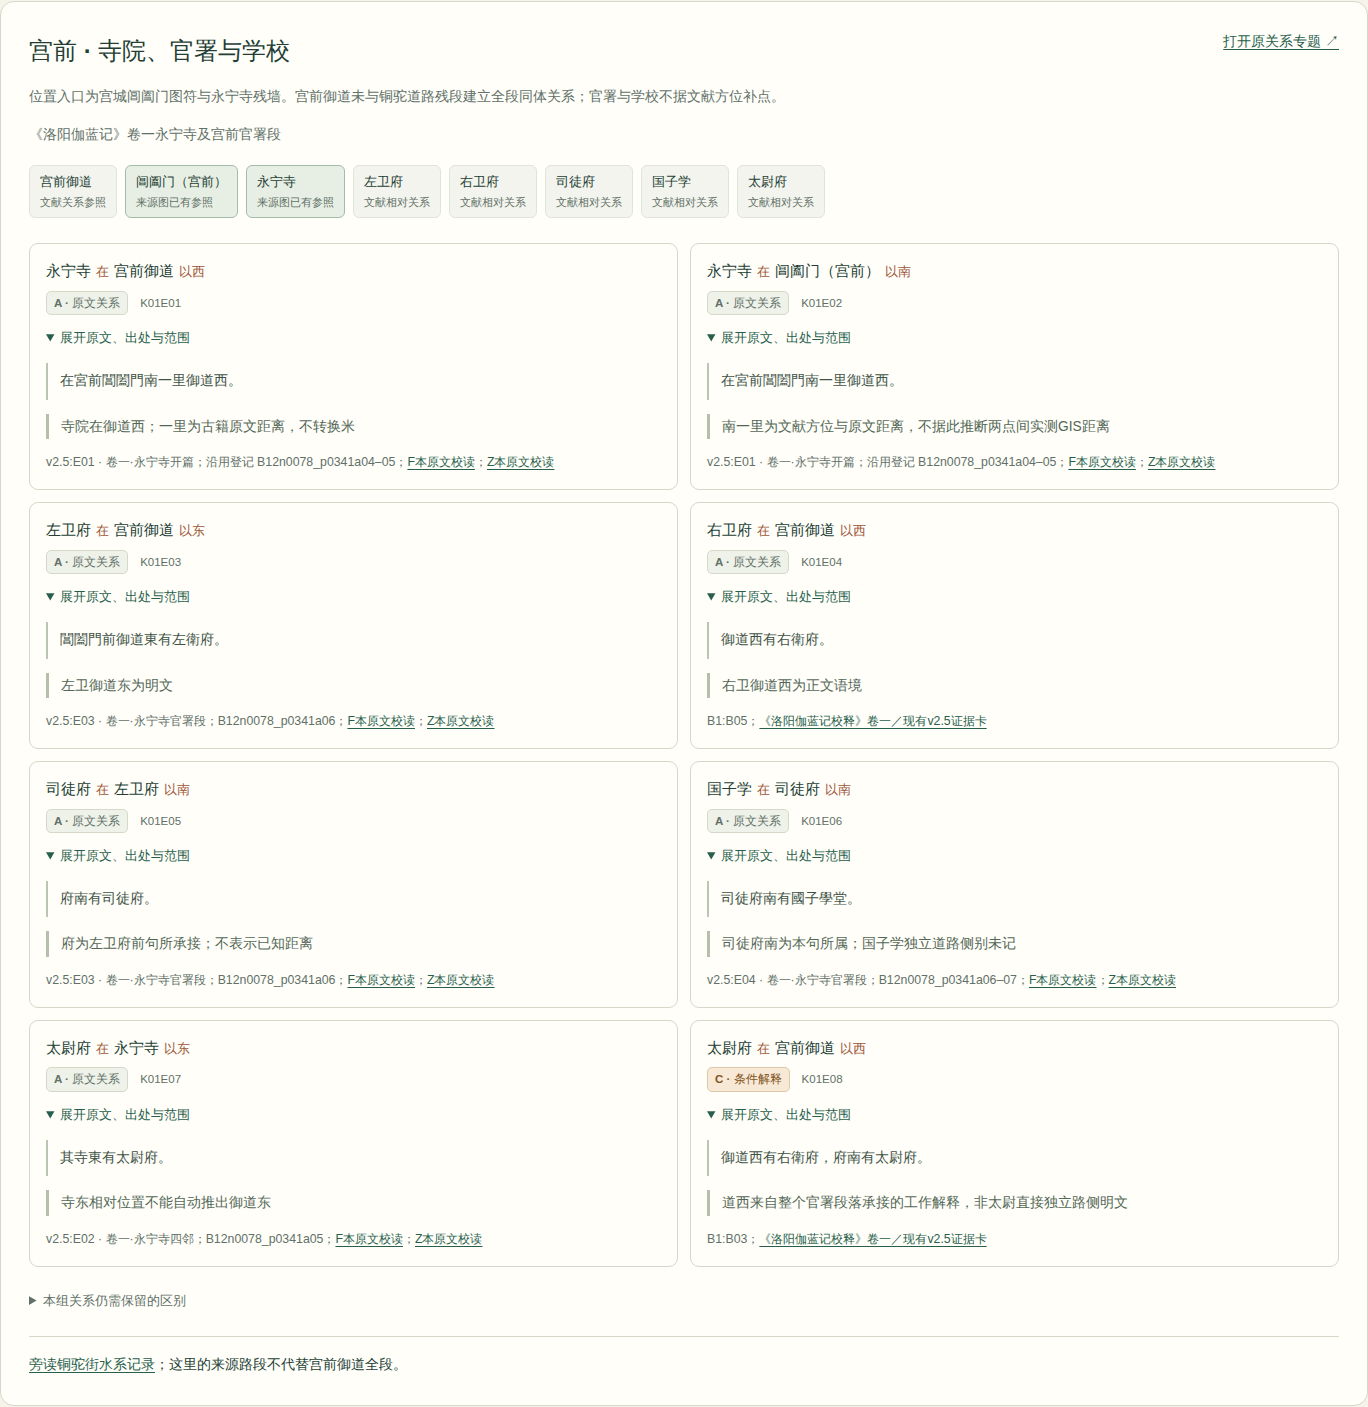 宫前 · 寺院、官署与学校
打开原关系专题 ↗
位置入口为宫城阊阖门图符与永宁寺残墙。宫前御道未与铜驼道路残段建立全段同体关系；官署与学校不据文献方位补点。
《洛阳伽蓝记》卷一永宁寺及宫前官署段
宫前御道
文献关系参照
阊阖门（宫前）
来源图已有参照
永宁寺
来源图已有参照
左卫府
文献相对关系
右卫府
文献相对关系
司徒府
文献相对关系
国子学
文献相对关系
太尉府
文献相对关系
永宁寺 在 宫前御道 以西
A · 原文关系 K01E01
▼ 展开原文、出处与范围
在宮前閶闔門南一里御道西。
寺院在御道西；一里为古籍原文距离，不转换米
v2.5:E01 · 卷一·永宁寺开篇；沿用登记 B12n0078_p0341a04–05；F本原文校读；Z本原文校读
永宁寺 在 阊阖门（宫前） 以南
A · 原文关系 K01E02
▼ 展开原文、出处与范围
在宮前閶闔門南一里御道西。
南一里为文献方位与原文距离，不据此推断两点间实测GIS距离
v2.5:E01 · 卷一·永宁寺开篇；沿用登记 B12n0078_p0341a04–05；F本原文校读；Z本原文校读
左卫府 在 宫前御道 以东
A · 原文关系 K01E03
▼ 展开原文、出处与范围
閶闔門前御道東有左衛府。
左卫御道东为明文
v2.5:E03 · 卷一·永宁寺官署段；B12n0078_p0341a06；F本原文校读；Z本原文校读
右卫府 在 宫前御道 以西
A · 原文关系 K01E04
▼ 展开原文、出处与范围
御道西有右衛府。
右卫御道西为正文语境
B1:B05；《洛阳伽蓝记校释》卷一／现有v2.5证据卡
司徒府 在 左卫府 以南
A · 原文关系 K01E05
▼ 展开原文、出处与范围
府南有司徒府。
府为左卫府前句所承接；不表示已知距离
v2.5:E03 · 卷一·永宁寺官署段；B12n0078_p0341a06；F本原文校读；Z本原文校读
国子学 在 司徒府 以南
A · 原文关系 K01E06
▼ 展开原文、出处与范围
司徒府南有國子學堂。
司徒府南为本句所属；国子学独立道路侧别未记
v2.5:E04 · 卷一·永宁寺官署段；B12n0078_p0341a06–07；F本原文校读；Z本原文校读
太尉府 在 永宁寺 以东
A · 原文关系 K01E07
▼ 展开原文、出处与范围
其寺東有太尉府。
寺东相对位置不能自动推出御道东
v2.5:E02 · 卷一·永宁寺四邻；B12n0078_p0341a05；F本原文校读；Z本原文校读
太尉府 在 宫前御道 以西
C · 条件解释 K01E08
▼ 展开原文、出处与范围
御道西有右衛府，府南有太尉府。
道西来自整个官署段落承接的工作解释，非太尉直接独立路侧明文
B1:B03；《洛阳伽蓝记校释》卷一／现有v2.5证据卡
▶ 本组关系仍需保留的区别
旁读铜驼街水系记录；这里的来源路段不代替宫前御道全段。